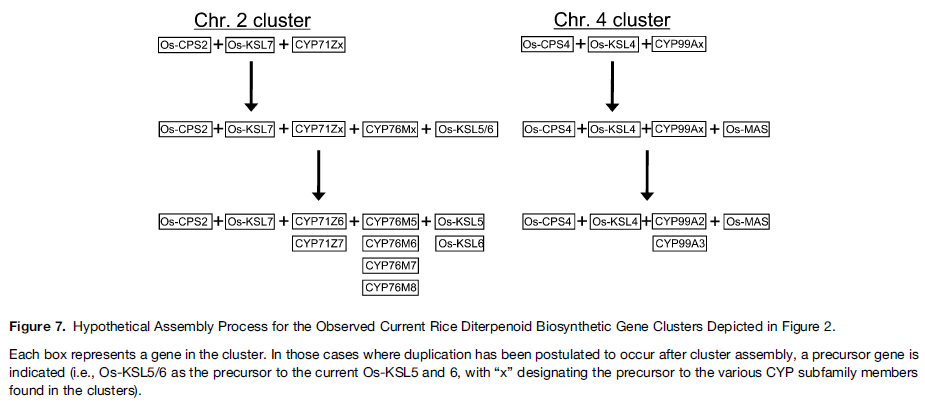 Chr. 2 cluster
Chr. 4 cluster
Os-CPS2 + Os-KSL7 + CYP71Zx
Os-CPS4 + Os-KSL4 + CYP99Ax
Os-CPS2 + Os-KSL7 + CYP71Zx + CYP76Mx + Os-KSL5/6
Os-CPS4 + Os-KSL4 + CYP99Ax + Os-MAS
Os-CPS2 + Os-KSL7 + CYP71Z6 + CYP76M5 + Os-KSL5
CYP71Z7 CYP76M6 Os-KSL6
CYP76M7
CYP76M8
Os-CPS4 + Os-KSL4 + CYP99A2 + Os-MAS
CYP99A3
Figure 7. Hypothetical Assembly Process for the Observed Current Rice Diterpenoid Biosynthetic Gene Clusters Depicted in Figure 2.
Each box represents a gene in the cluster. In those cases where duplication has been postulated to occur after cluster assembly, a precursor gene is
indicated (i.e., Os-KSL5/6 as the precursor to the current Os-KSL5 and 6, with “x” designating the precursor to the various CYP subfamily members
found in the clusters).